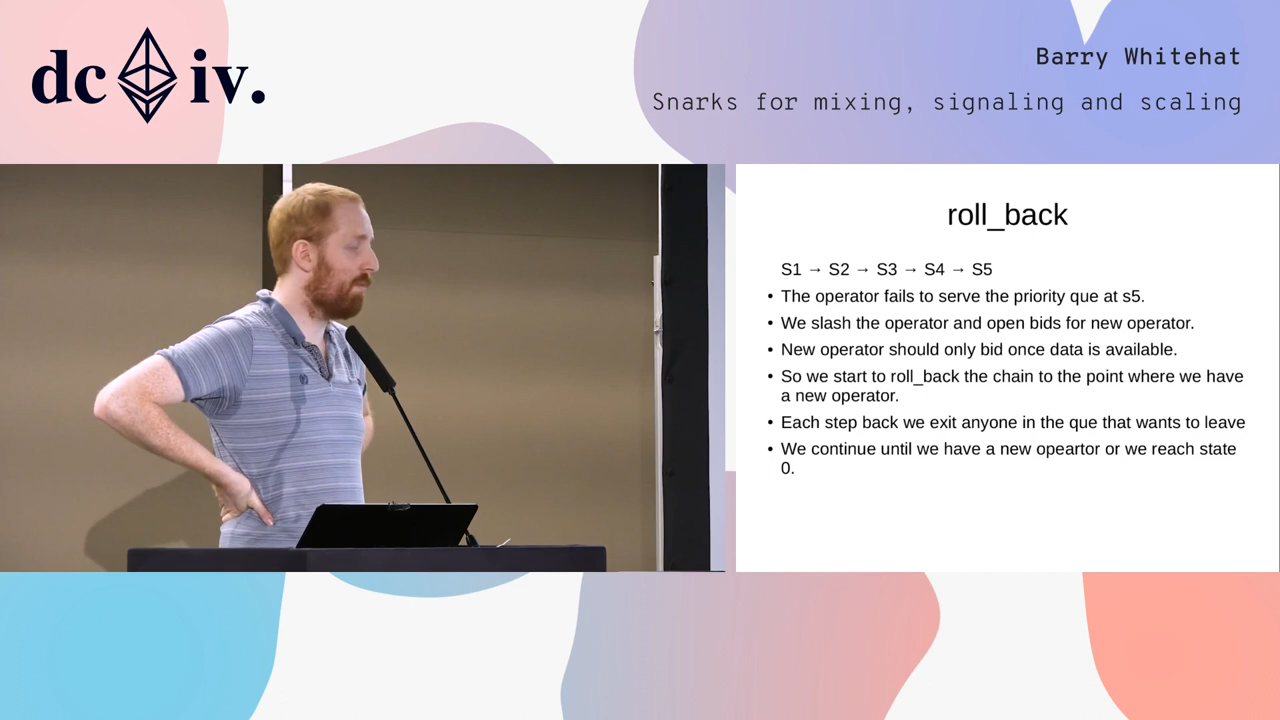 dc iv.
Barry Whitehat
Snarks for mixing, signaling and scaling
roll_back
S1 → S2 → S3 → S4 → S5
• The operator fails to serve the priority que at s5.
• We slash the operator and open bids for new operator.
• New operator should only bid once data is available.
• So we start to roll_back the chain to the point where we have
a new operator.
• Each step back we exit anyone in the que that wants to leave
• We continue until we have a new opeartor or we reach state
0.